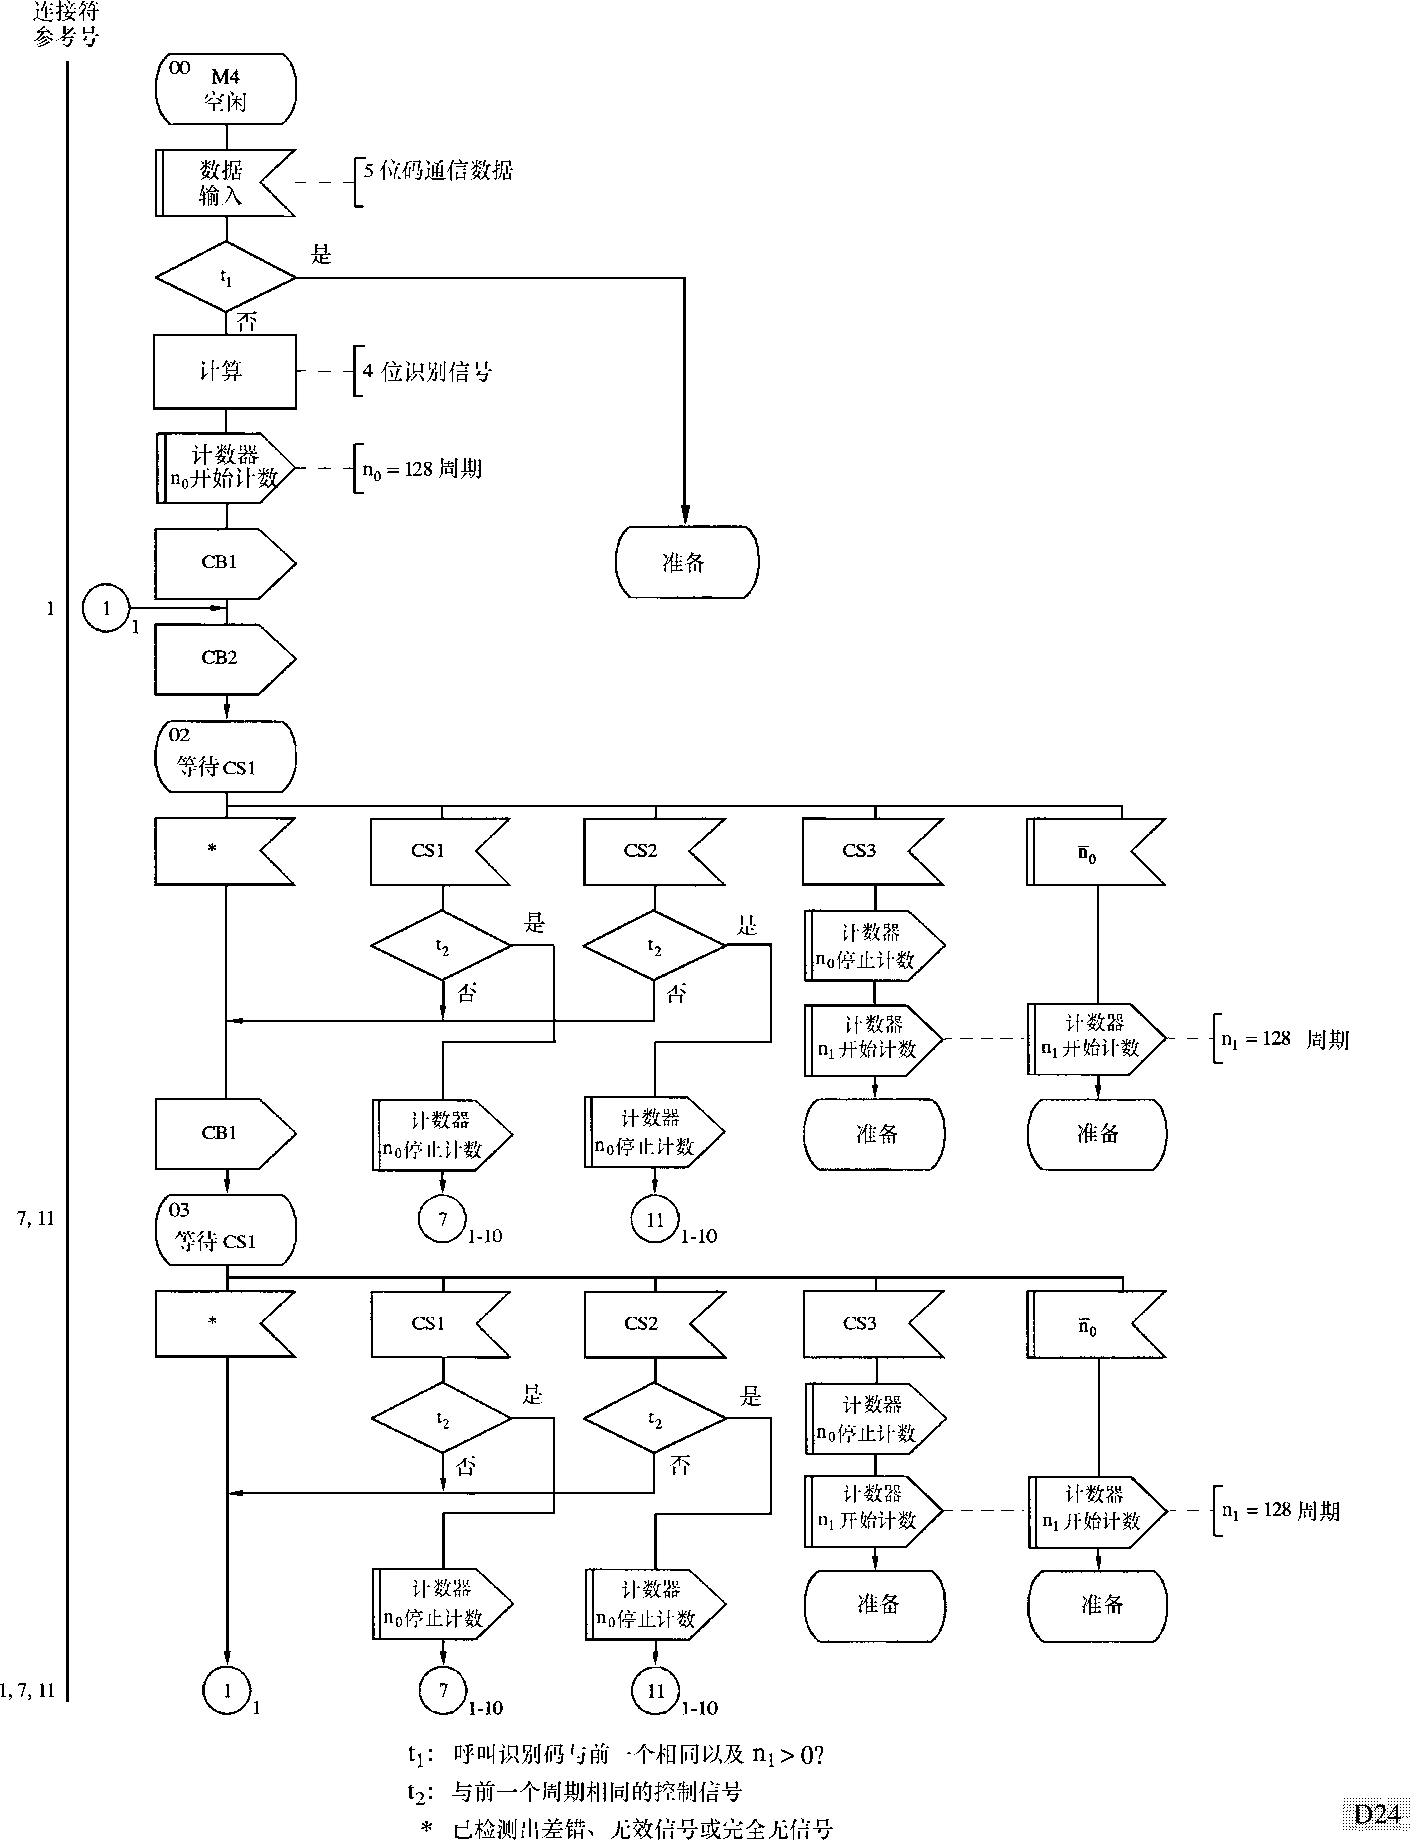 连接符
参考号
00
M4
空闲
数据
输入
5 位码通信数据
t₁
是
否
计算
4 位识别信号
计数器
n₀开始计数
n₀ = 128 周期
CB1
准备
1
1
1
CB2
02
等待 CS1
*
CS1
CS2
CS3
n̄₀
t₂
是
否
t₂
是
否
计数器
n₀停止计数
计数器
n₁开始计数
计数器
n₁开始计数
n₁ = 128 周期
CB1
计数器
n₀停止计数
计数器
n₀停止计数
准备
准备
7, 11
03
等待 CS1
7
1-10
11
1-10
*
CS1
CS2
CS3
n̄₀
t₂
是
否
t₂
是
否
计数器
n₀停止计数
计数器
n₁开始计数
计数器
n₁开始计数
n₁ = 128 周期
计数器
n₀停止计数
计数器
n₀停止计数
准备
准备
1, 7, 11
1
1
7
1-10
11
1-10
t₁: 呼叫识别码与前一个相同以及 n₁ > 0?
t₂: 与前一个周期相同的控制信号
* 已检测出差错、无效信号或完全无信号
D24